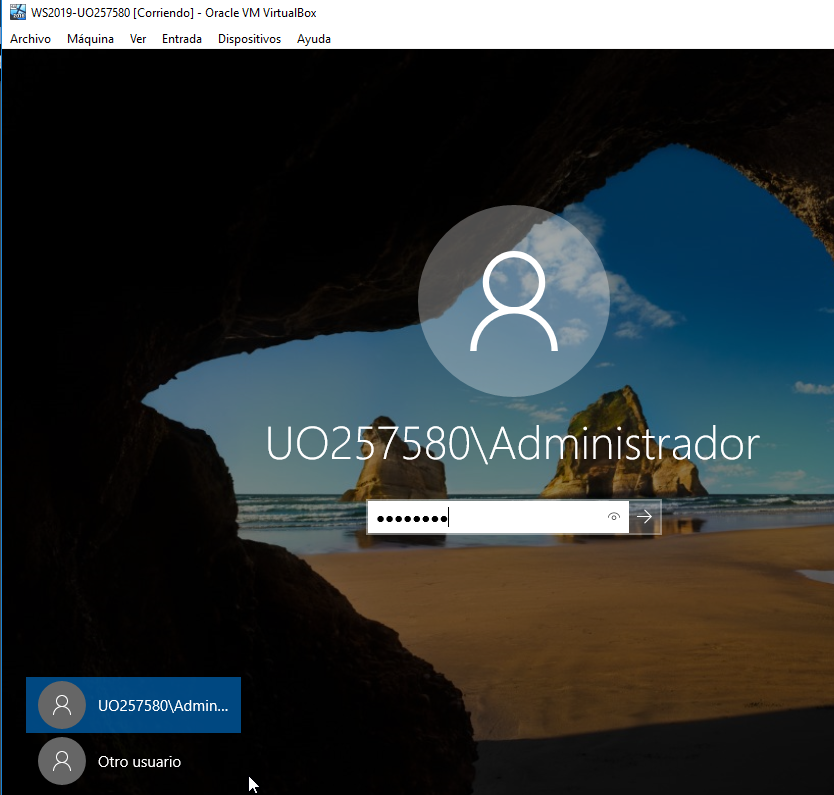 WS2019-UO257580 [Corriendo] - Oracle VM VirtualBox
Archivo Máquina Ver Entrada Dispositivos Ayuda
UO257580\Administrador
UO257580\Admin...
Otro usuario